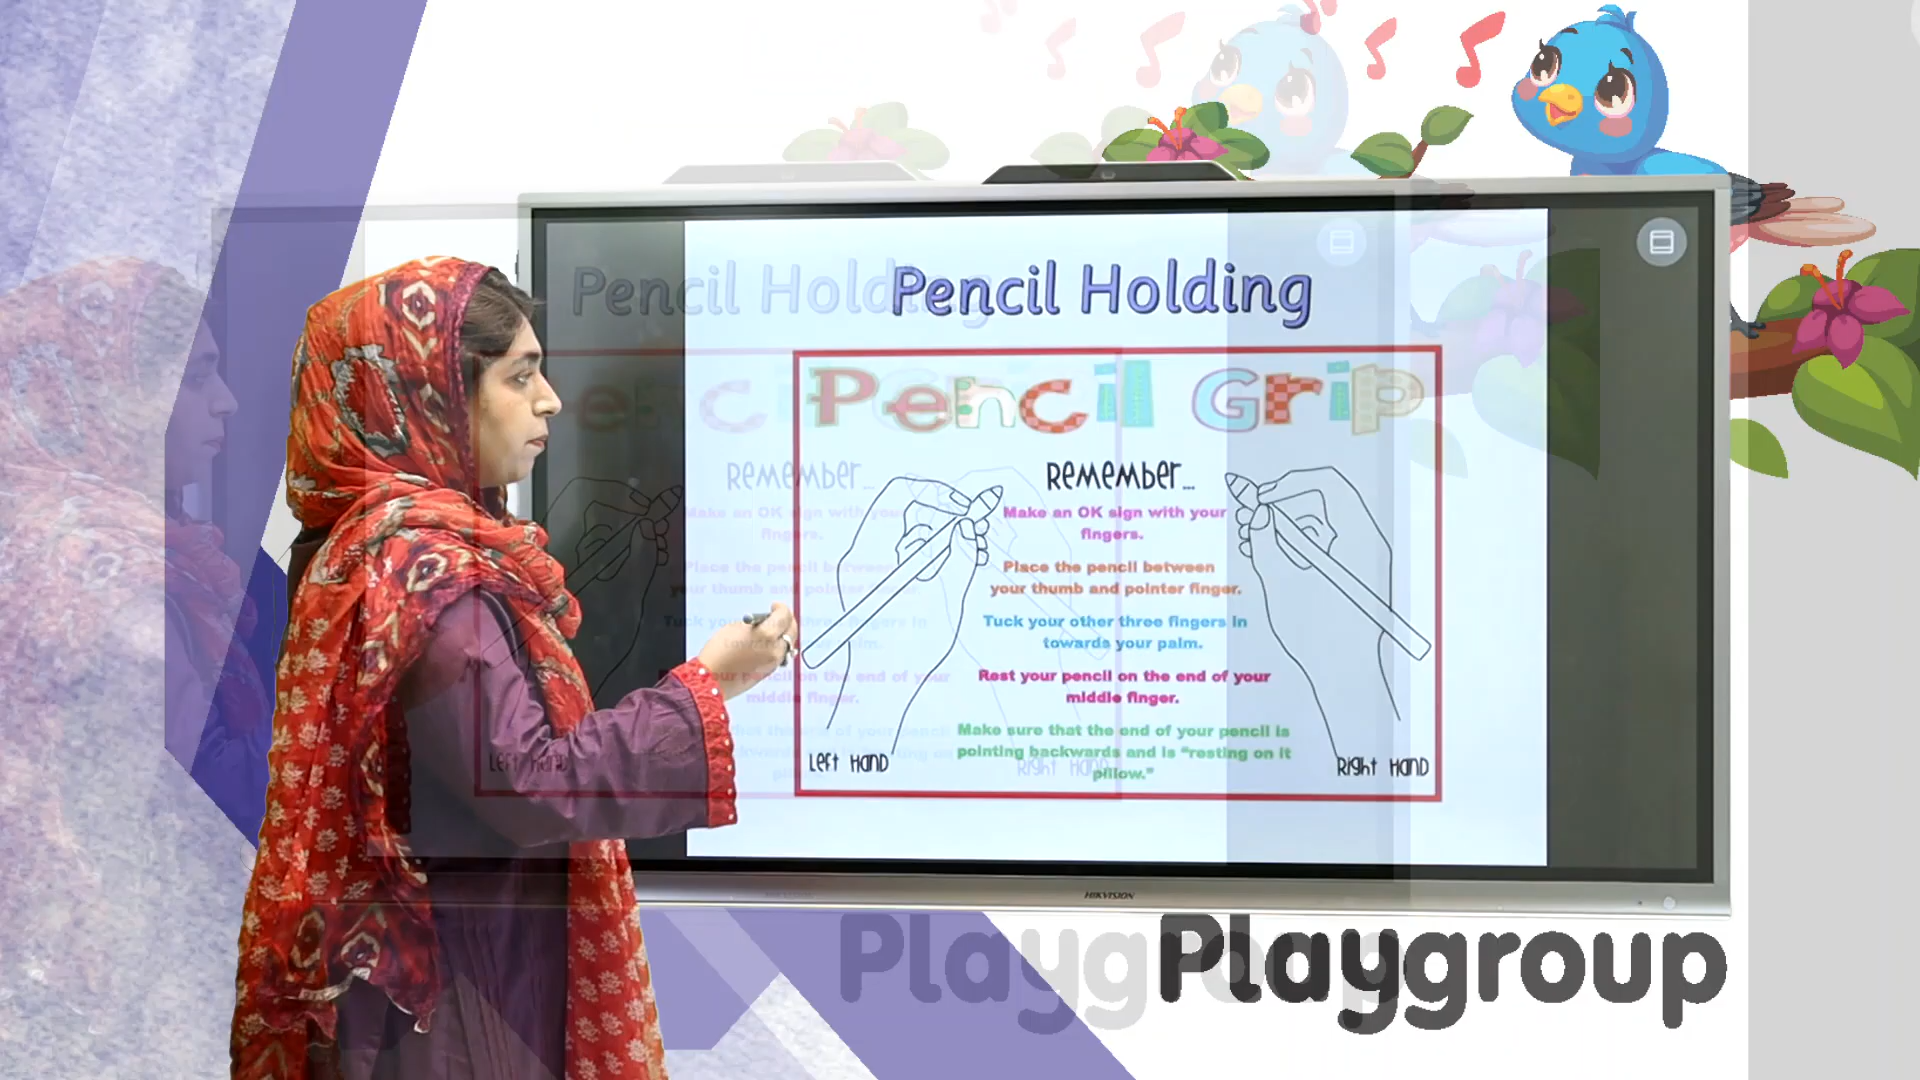 Pencil Holding
Pencil Grip
Remember...
Make an OK sign with your
fingers.
Place the pencil between
your thumb and pointer finger.
Tuck your other three fingers in
towards your palm.
Rest your pencil on the end of your
middle finger.
Make sure that the end of your pencil is
pointing backwards and is "resting on it
pillow."
Left Hand
Right Hand
HIKVISION
Playgroup